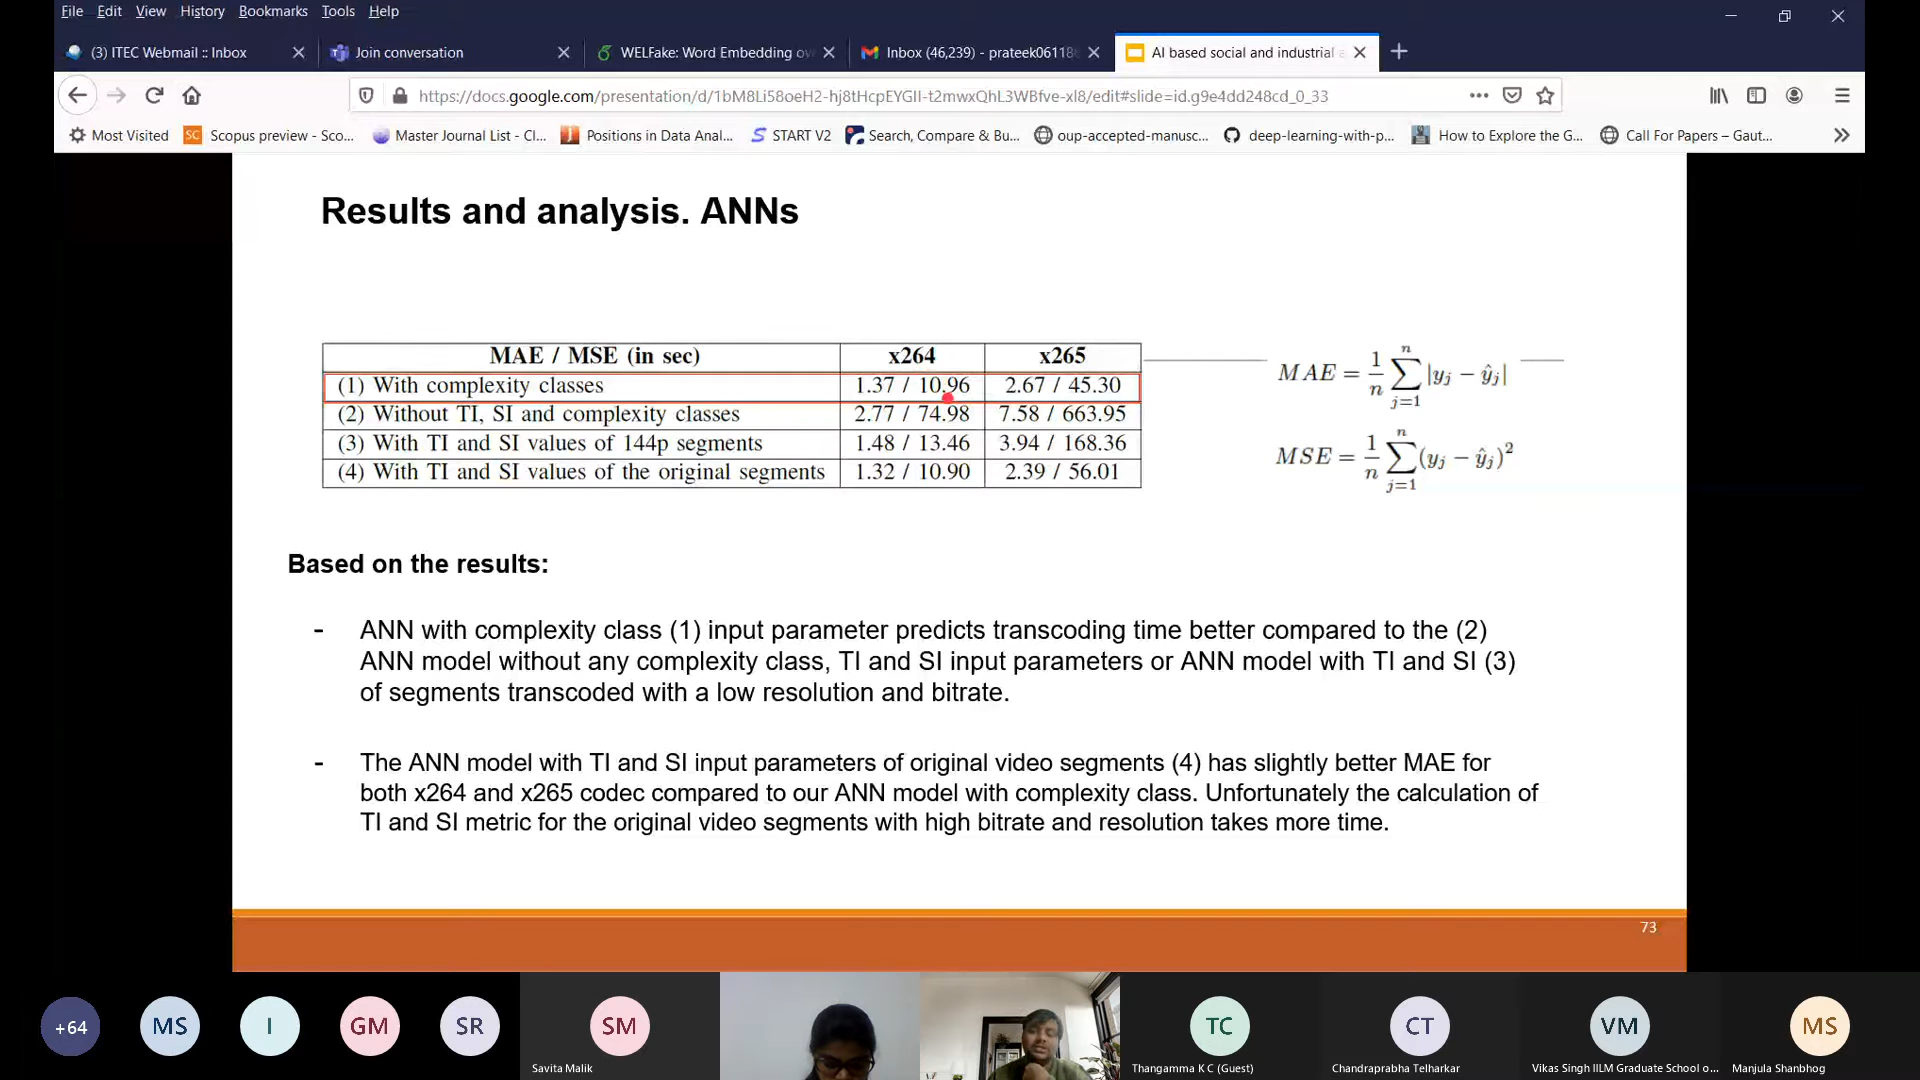 File Edit View History Bookmarks Tools Help
(3) ITEC Webmail :: Inbox
Join conversation
WELFake: Word Embedding ov
Inbox (46,239) - prateek06118
AI based social and industrial a
https://docs.google.com/presentation/d/1bM8Li58oeH2-hj8tHcpEYGII-t2mwxQhL3WBfve-xI8/edit#slide=id.g9e4dd248cd_0_33
Most Visited
SC Scopus preview - Sco...
Master Journal List - Cl...
Positions in Data Anal...
START V2
Search, Compare & Bu...
oup-accepted-manusc...
deep-learning-with-p...
How to Explore the G...
Call For Papers – Gaut...
Results and analysis. ANNs
MAE / MSE (in sec) x264 x265
(1) With complexity classes 1.37 / 10.96 2.67 / 45.30
(2) Without TI, SI and complexity classes 2.77 / 74.98 7.58 / 663.95
(3) With TI and SI values of 144p segments 1.48 / 13.46 3.94 / 168.36
(4) With TI and SI values of the original segments 1.32 / 10.90 2.39 / 56.01
MAE = 1/n ∑_{j=1}^{n} |y_j − ŷ_j|
MSE = 1/n ∑_{j=1}^{n} (y_j − ŷ_j)²
Based on the results:
- ANN with complexity class (1) input parameter predicts transcoding time better compared to the (2)
ANN model without any complexity class, TI and SI input parameters or ANN model with TI and SI (3)
of segments transcoded with a low resolution and bitrate.
- The ANN model with TI and SI input parameters of original video segments (4) has slightly better MAE for
both x264 and x265 codec compared to our ANN model with complexity class. Unfortunately the calculation of
TI and SI metric for the original video segments with high bitrate and resolution takes more time.
73
+64
MS
I
GM
SR
SM
Savita Malik
TC
Thangamma K C (Guest)
CT
Chandraprabha Telharkar
VM
Vikas Singh IILM Graduate School o...
MS
Manjula Shanbhog